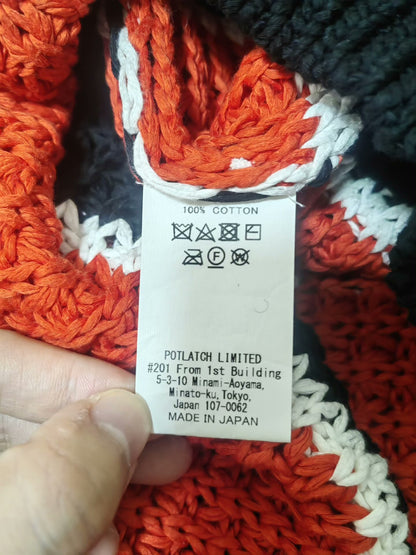 100% COTTON
F W
POTLATCH LIMITED
#201 From 1st Building
5-3-10 Minami-Aoyama,
Minato-ku,Tokyo,
Japan 107-0062
MADE IN JAPAN